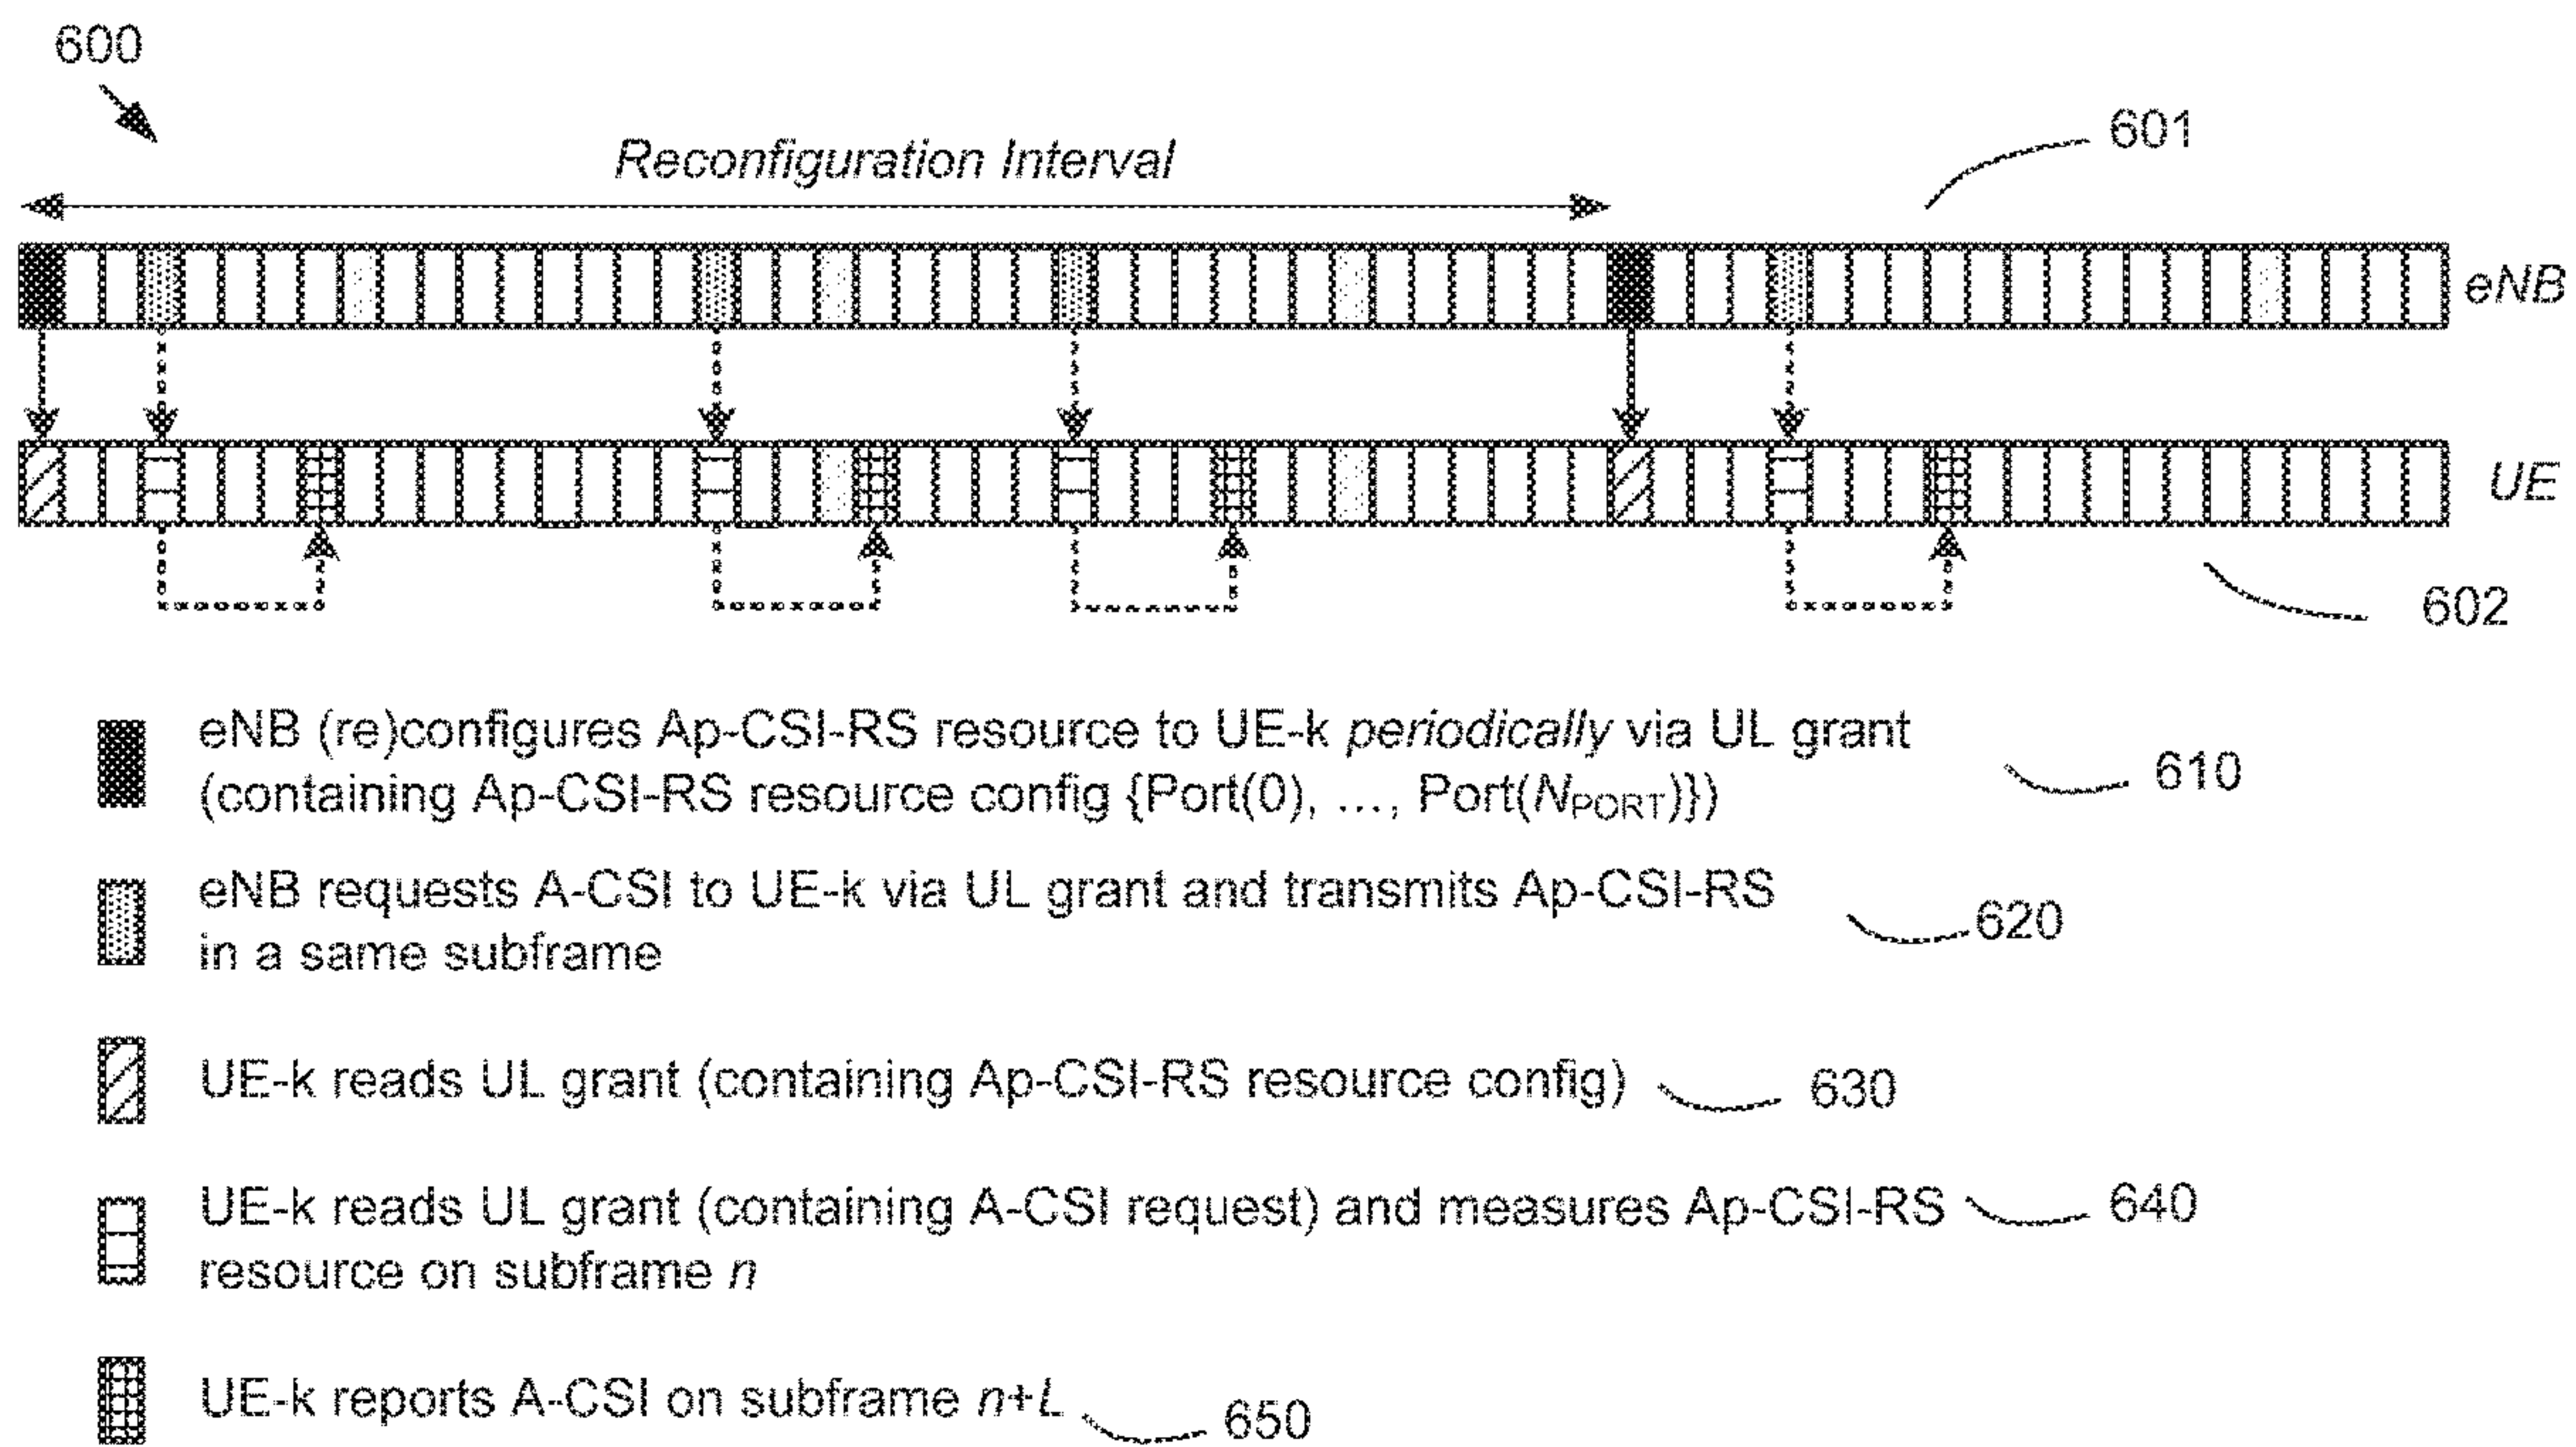 600
601
Reconfiguration Interval
eNB
UE
602
eNB (re)configures Ap-CSI-RS resource to UE-k periodically via UL grant
(containing Ap-CSI-RS resource config {Port(0), ..., Port(NPORT)})
610
eNB requests A-CSI to UE-k via UL grant and transmits Ap-CSI-RS
in a same subframe
620
UE-k reads UL grant (containing Ap-CSI-RS resource config)
630
UE-k reads UL grant (containing A-CSI request) and measures Ap-CSI-RS
resource on subframe n
640
UE-k reports A-CSI on subframe n+L
650